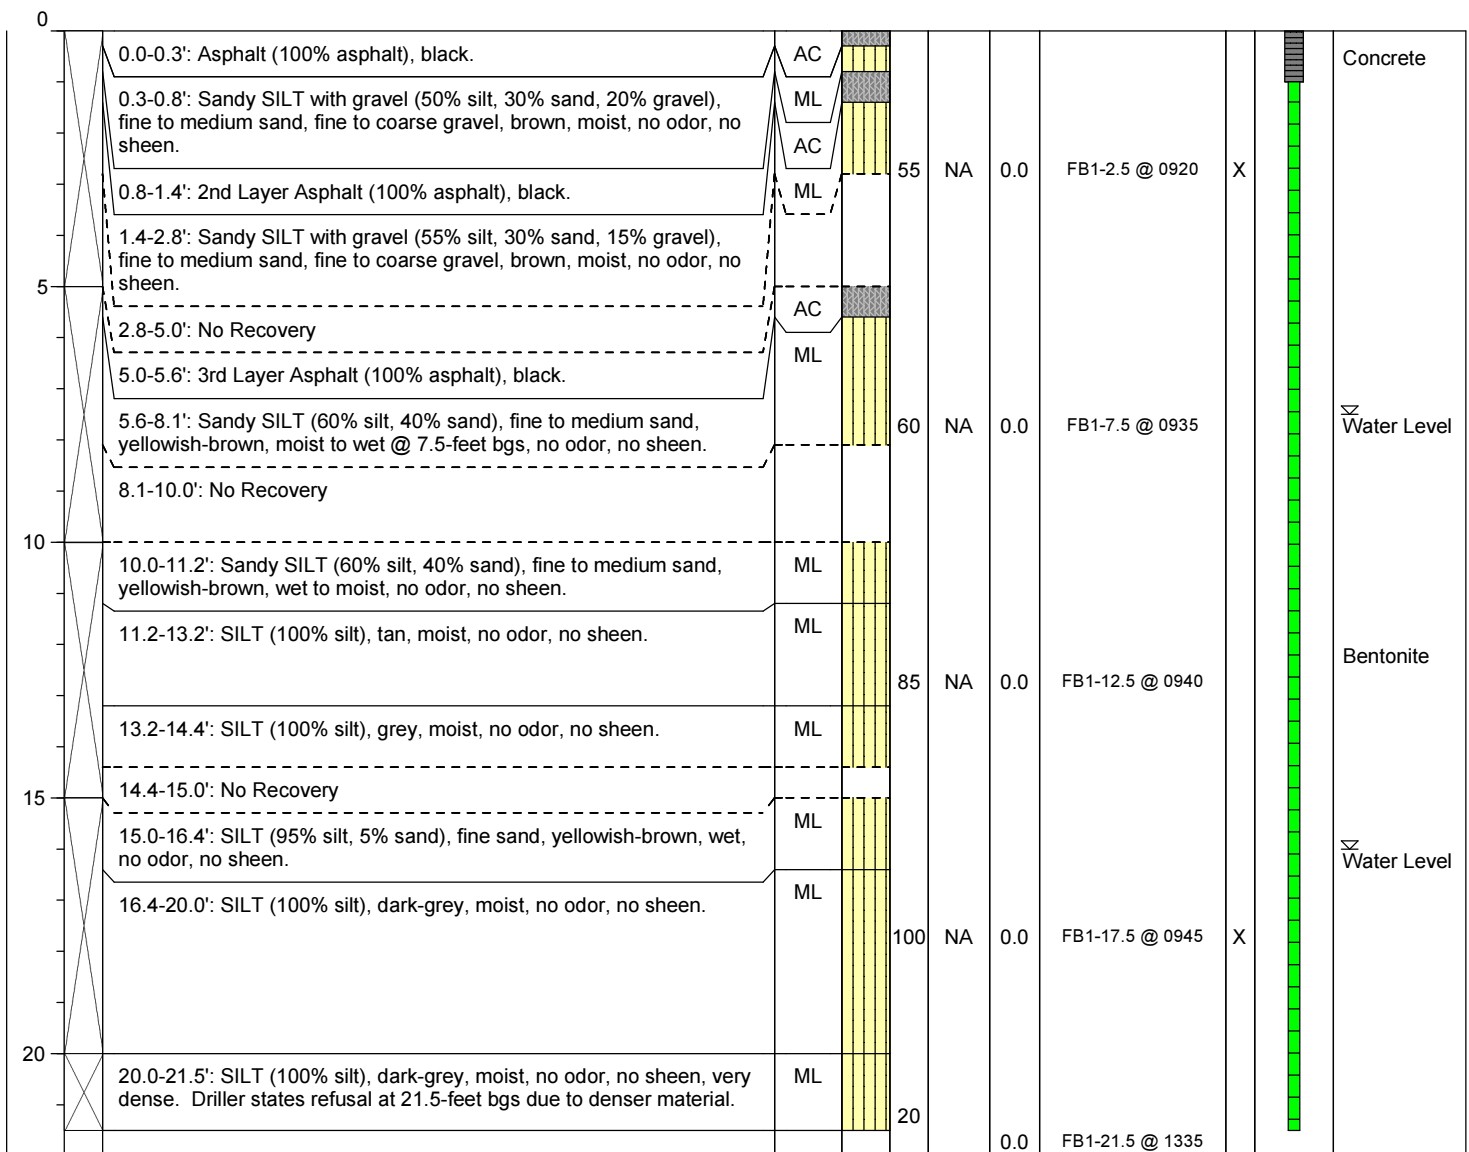 0
0.0-0.3': Asphalt (100% asphalt), black.
AC
Concrete
0.3-0.8': Sandy SILT with gravel (50% silt, 30% sand, 20% gravel),
fine to medium sand, fine to coarse gravel, brown, moist, no odor, no
sheen.
ML
AC
55 NA 0.0 FB1-2.5 @ 0920 X
0.8-1.4': 2nd Layer Asphalt (100% asphalt), black.
ML
1.4-2.8': Sandy SILT with gravel (55% silt, 30% sand, 15% gravel),
fine to medium sand, fine to coarse gravel, brown, moist, no odor, no
sheen.
5
AC
2.8-5.0': No Recovery
ML
5.0-5.6': 3rd Layer Asphalt (100% asphalt), black.
5.6-8.1': Sandy SILT (60% silt, 40% sand), fine to medium sand,
yellowish-brown, moist to wet @ 7.5-feet bgs, no odor, no sheen.
60 NA 0.0 FB1-7.5 @ 0935
Water Level
8.1-10.0': No Recovery
10
10.0-11.2': Sandy SILT (60% silt, 40% sand), fine to medium sand,
yellowish-brown, wet to moist, no odor, no sheen.
ML
11.2-13.2': SILT (100% silt), tan, moist, no odor, no sheen.
ML
Bentonite
85 NA 0.0 FB1-12.5 @ 0940
13.2-14.4': SILT (100% silt), grey, moist, no odor, no sheen.
ML
14.4-15.0': No Recovery
15
15.0-16.4': SILT (95% silt, 5% sand), fine sand, yellowish-brown, wet,
no odor, no sheen.
ML
Water Level
16.4-20.0': SILT (100% silt), dark-grey, moist, no odor, no sheen.
ML
100 NA 0.0 FB1-17.5 @ 0945 X
20
20.0-21.5': SILT (100% silt), dark-grey, moist, no odor, no sheen, very
dense. Driller states refusal at 21.5-feet bgs due to denser material.
ML
20
0.0 FB1-21.5 @ 1335